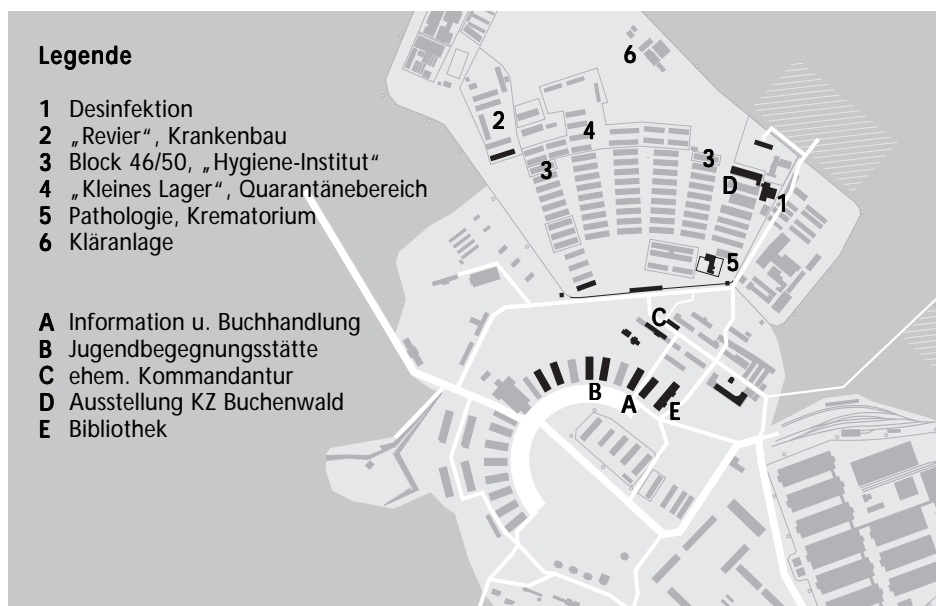 Legende
1 Desinfektion
2 „Revier“, Krankenbau
3 Block 46/50, „Hygiene-Institut“
4 „Kleines Lager“, Quarantänebereich
5 Pathologie, Krematorium
6 Kläranlage
A Information u. Buchhandlung
B Jugendbegegnungsstätte
C ehem. Kommandantur
D Ausstellung KZ Buchenwald
E Bibliothek
6
2
4
3
3
D
1
5
C
B
A
E